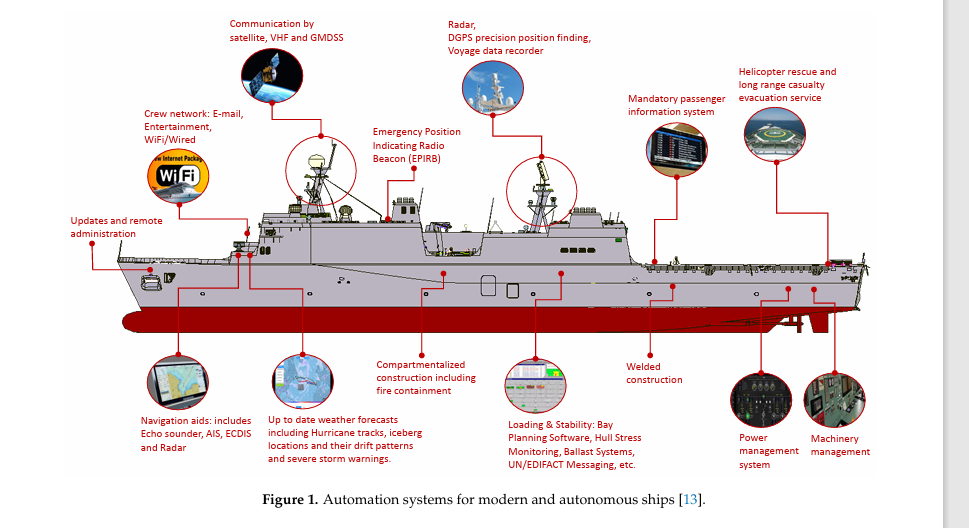 Communication by
satellite, VHF and GMDSS
Radar,
DGPS precision position finding,
Voyage data recorder
Helicopter rescue and
long range casualty
evacuation service
Mandatory passenger
information system
Crew network: E-mail,
Entertainment,
WiFi/Wired
Emergency Position
Indicating Radio
Beacon (EPIRB)
Internet Packag
WiFi
Updates and remote
administration
Compartmentalized
construction including
fire containment
Welded
construction
Navigation aids: includes
Echo sounder, AIS, ECDIS
and Radar
Up to date weather forecasts
including Hurricane tracks, iceberg
locations and their drift patterns
and severe storm warnings.
Loading & Stability: Bay
Planning Software, Hull Stress
Monitoring, Ballast Systems,
UN/EDIFACT Messaging, etc.
Power
management
system
Machinery
management
Figure 1. Automation systems for modern and autonomous ships [13].